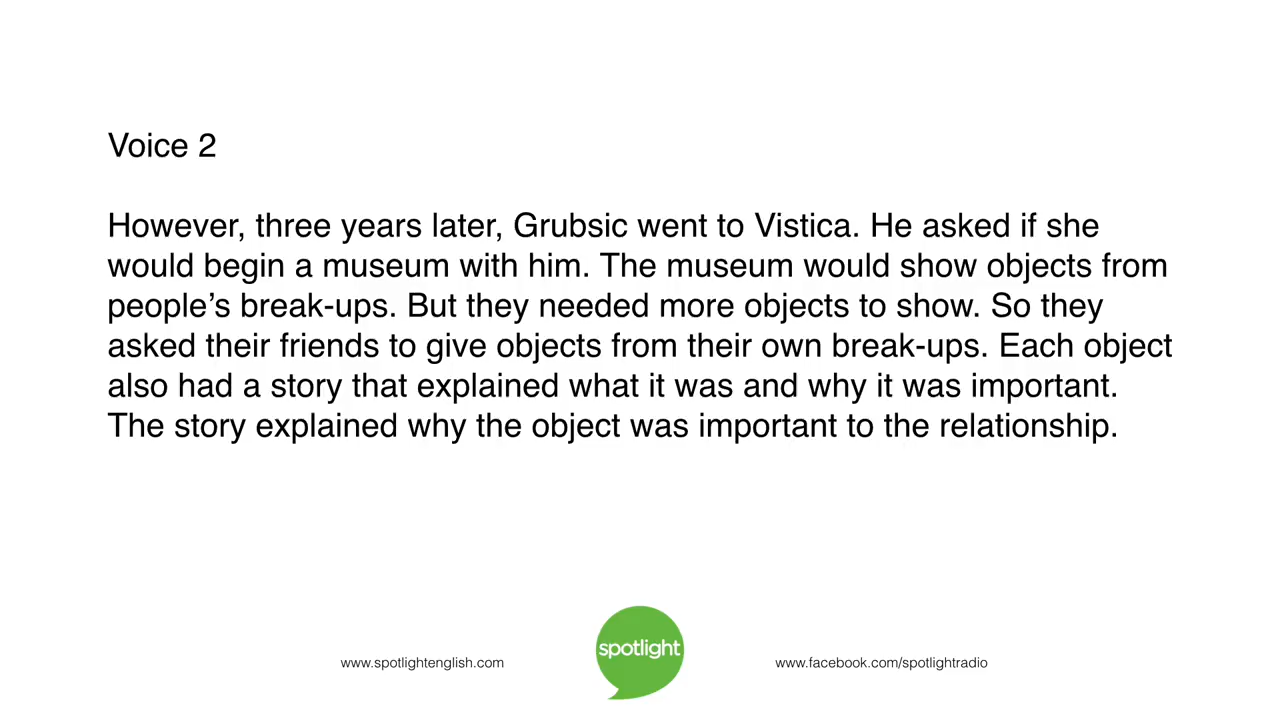 Voice 2
However, three years later, Grubsic went to Vistica. He asked if she
would begin a museum with him. The museum would show objects from
people’s break-ups. But they needed more objects to show. So they
asked their friends to give objects from their own break-ups. Each object
also had a story that explained what it was and why it was important.
The story explained why the object was important to the relationship.
www.spotlightenglish.com
spotlight
www.facebook.com/spotlightradio